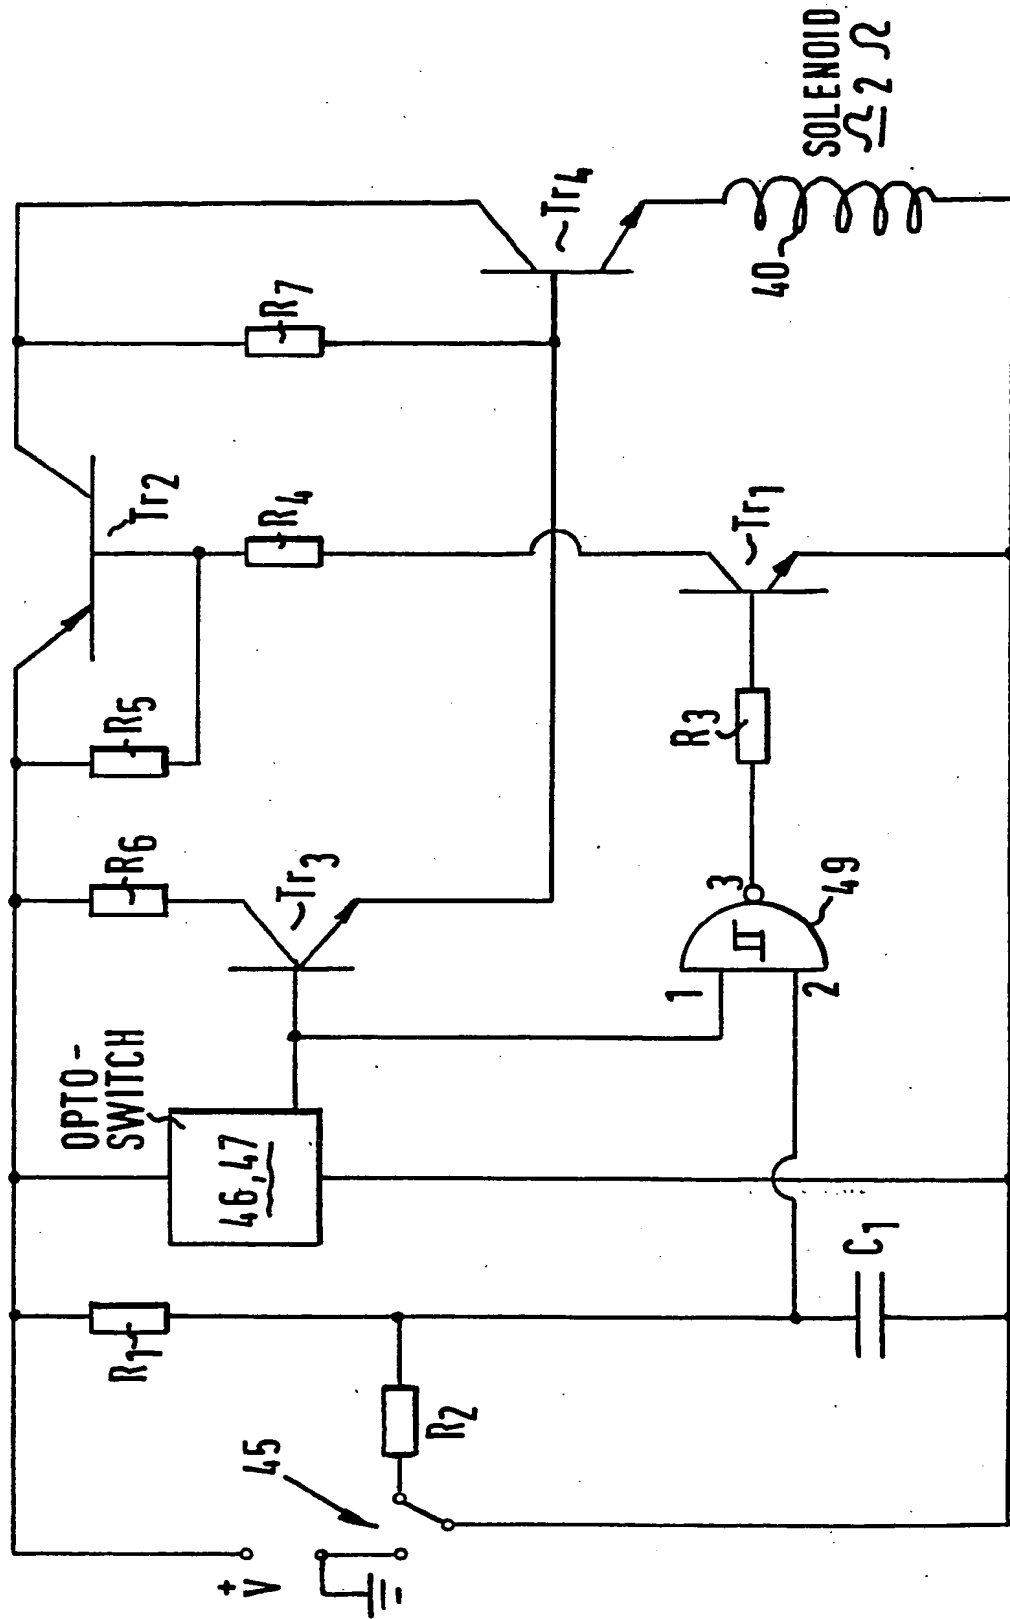 +
V
45
R1
R2
C1
OPTO-
SWITCH
46,47
R6
R5
Tr3
Tr2
R4
R7
1
2
3
II
49
R3
Tr1
Tr4
40
SOLENOID
Ω 2 Ω